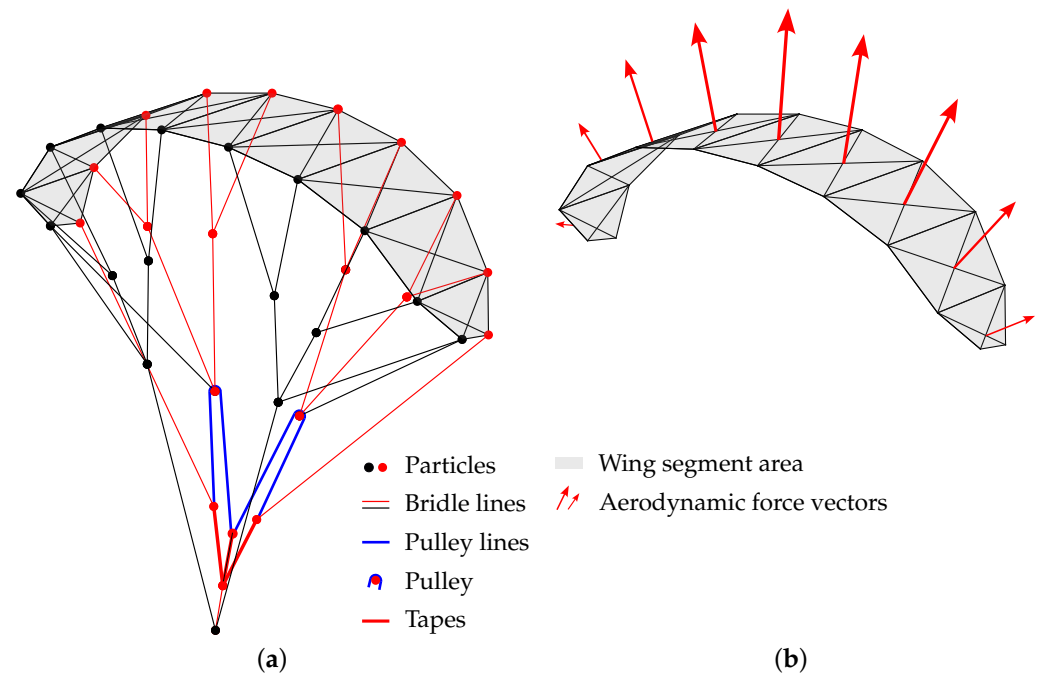 Particles
Bridle lines
Pulley lines
Pulley
Tapes
Wing segment area
Aerodynamic force vectors
(a)
(b)